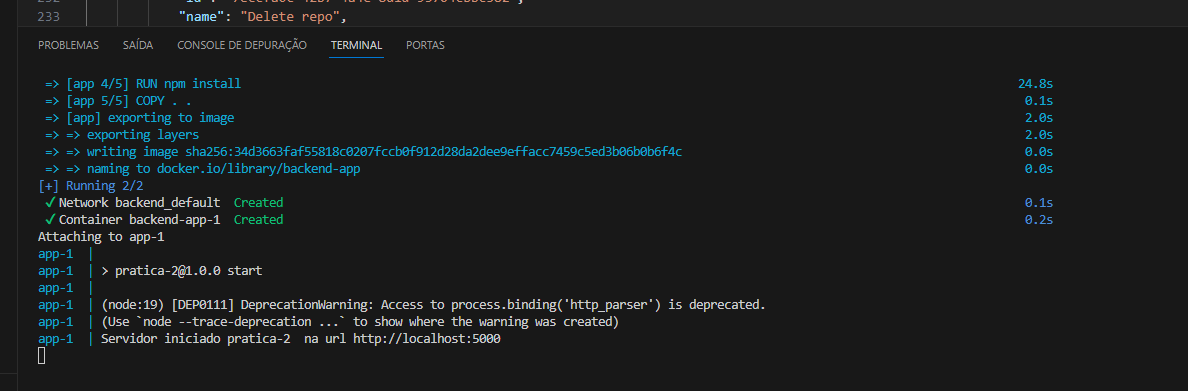 233 "name": "Delete repo",
PROBLEMAS SAÍDA CONSOLE DE DEPURAÇÃO TERMINAL PORTAS
=> [app 4/5] RUN npm install 24.8s
=> [app 5/5] COPY . . 0.1s
=> [app] exporting to image 2.0s
=> => exporting layers 2.0s
=> => writing image sha256:34d3663faf55818c0207fccb0f912d28da2dee9effacc7459c5ed3b06b0b6f4c 0.0s
=> => naming to docker.io/library/backend-app 0.0s
[+] Running 2/2
✓ Network backend_default Created 0.1s
✓ Container backend-app-1 Created 0.2s
Attaching to app-1
app-1 |
app-1 | > pratica-2@1.0.0 start
app-1 |
app-1 | (node:19) [DEP0111] DeprecationWarning: Access to process.binding('http_parser') is deprecated.
app-1 | (Use `node --trace-deprecation ...` to show where the warning was created)
app-1 | Servidor iniciado pratica-2 na url http://localhost:5000